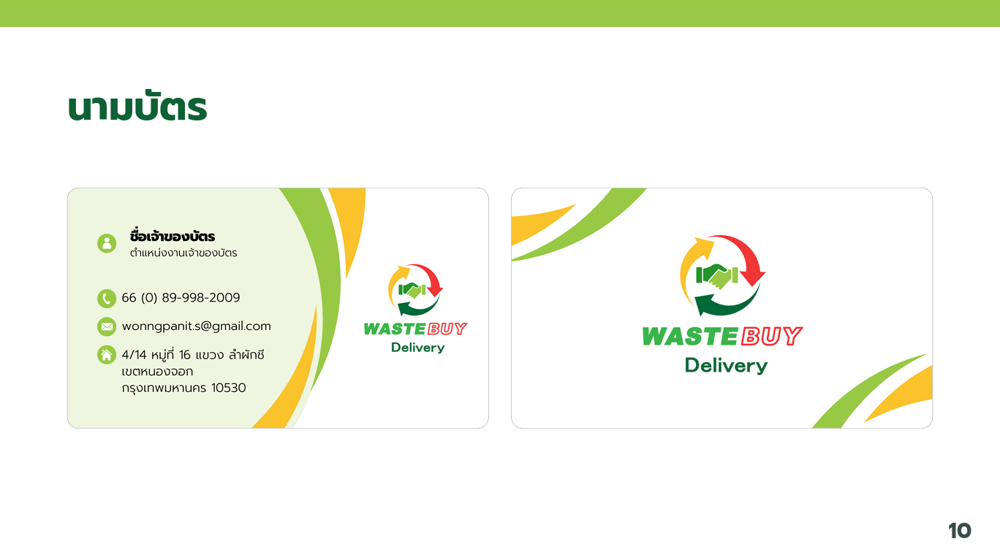 นามบัตร
ชื่อเจ้าของบัตร
ตำแหน่งงานเจ้าของบัตร
66 (0) 89-998-2009
wonngpanit.s@gmail.com
4/14 หมู่ที่ 16 แขวง ลำผักชี
เขตหนองจอก
กรุงเทพมหานคร 10530
WASTE BUY
Delivery
WASTE BUY
Delivery
10